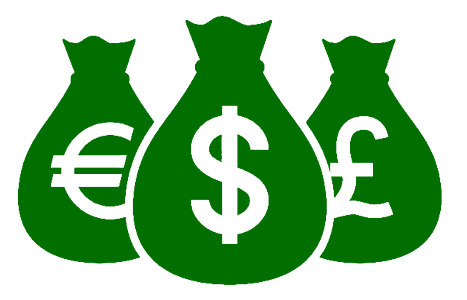 € $ £